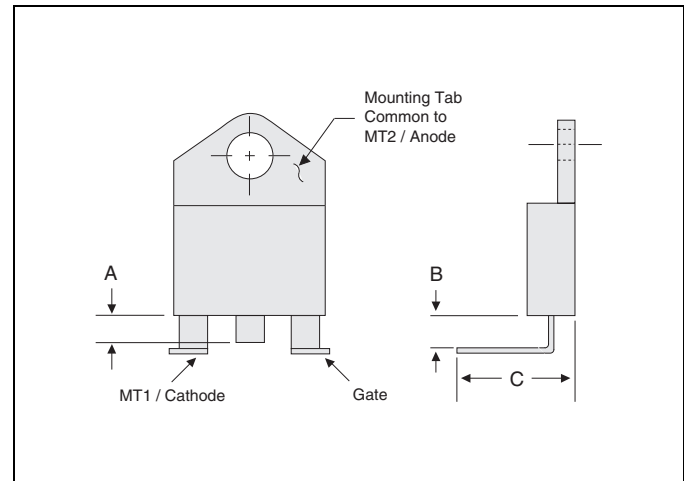 Mounting Tab
Common to
MT2 / Anode
A
B
MT1 / Cathode
Gate
C